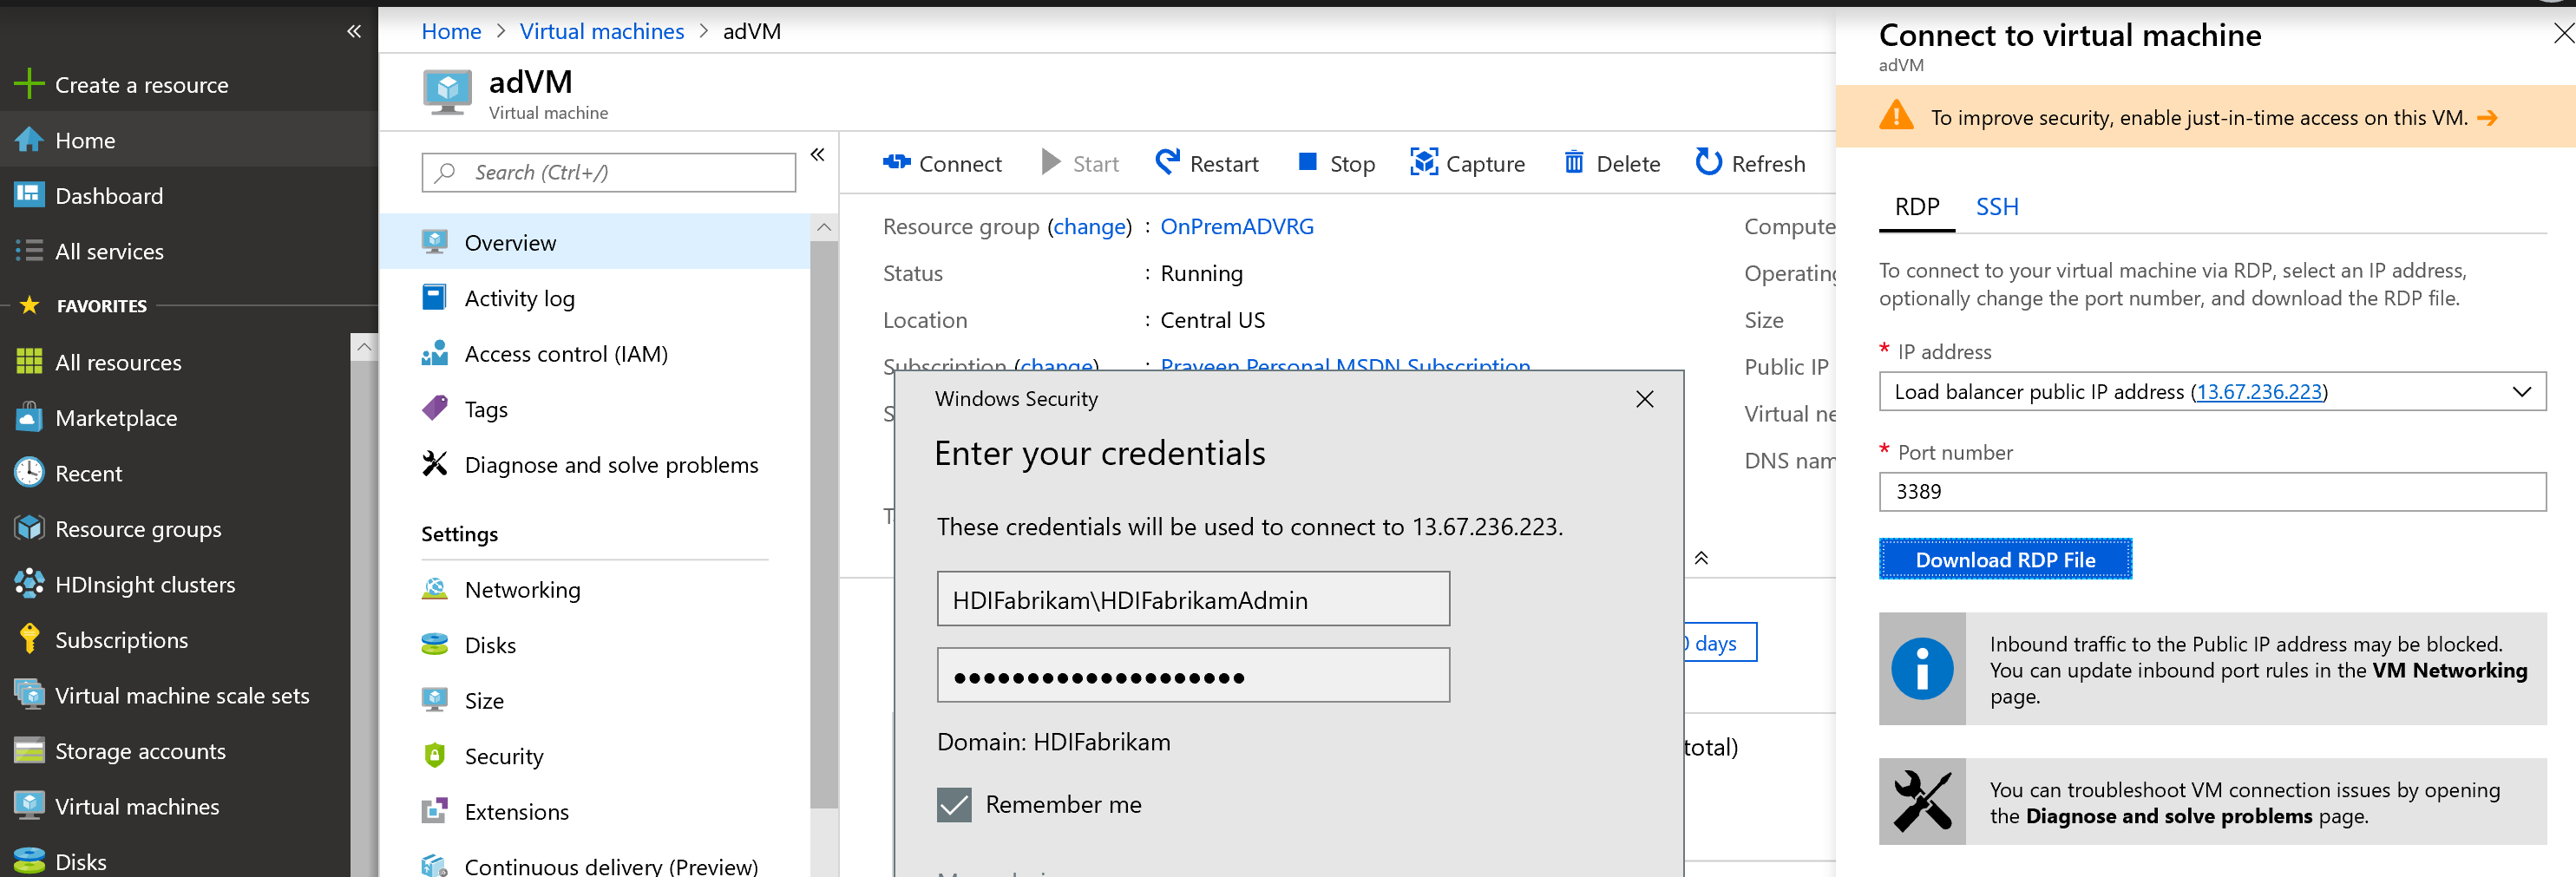 Create a resource
Home
Dashboard
All services
FAVORITES
All resources
Marketplace
Recent
Resource groups
HDInsight clusters
Subscriptions
Virtual machine scale sets
Storage accounts
Virtual machines
Disks
Home > Virtual machines > adVM
adVM
Virtual machine
Search (Ctrl+/)
Overview
Activity log
Access control (IAM)
Tags
Diagnose and solve problems
Settings
Networking
Disks
Size
Security
Extensions
Continuous delivery (Preview)
Connect Start Restart Stop Capture Delete Refresh
Resource group (change) : OnPremADVRG
Status : Running
Location : Central US
Subscription (change) : Praveen Personal MSDN Subscription
Compute
Operating
Size
Public IP
Virtual ne
DNS nam
days
total)
Windows Security
Enter your credentials
These credentials will be used to connect to 13.67.236.223.
HDIFabrikam\HDIFabrikamAdmin
Domain: HDIFabrikam
Remember me
Connect to virtual machine
adVM
To improve security, enable just-in-time access on this VM.
RDP SSH
To connect to your virtual machine via RDP, select an IP address,
optionally change the port number, and download the RDP file.
* IP address
Load balancer public IP address (13.67.236.223)
* Port number
3389
Download RDP File
Inbound traffic to the Public IP address may be blocked.
You can update inbound port rules in the VM Networking
page.
You can troubleshoot VM connection issues by opening
the Diagnose and solve problems page.